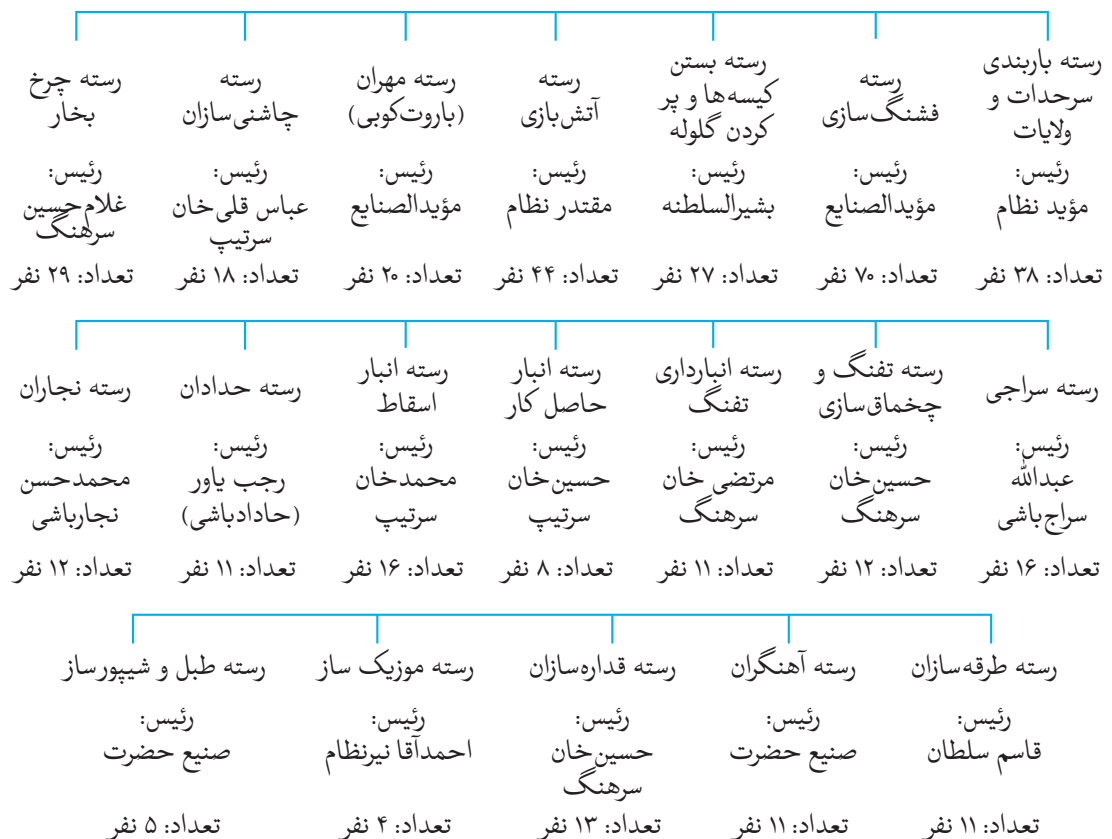 رسته باربندی
سرحدات و
ولایات
رئیس:
مؤید نظام
تعداد: ۳۸ نفر
رسته
فشنگ‌سازی
رئیس:
مؤیدالصنایع
تعداد: ۷۰ نفر
رسته بستن
کیسه‌ها و پر
کردن گلوله
رئیس:
بشیرالسلطنه
تعداد: ۲۷ نفر
رسته
آتش‌بازی
رئیس:
مقتدر نظام
تعداد: ۴۴ نفر
رسته مهران
(باروت‌کوبی)
رئیس:
مؤیدالصنایع
تعداد: ۲۰ نفر
رسته
چاشنی‌سازان
رئیس:
عباس قلی‌خان
سرتیپ
تعداد: ۱۸ نفر
رسته چرخ
بخار
رئیس:
غلام‌حسین
سرهنگ
تعداد: ۲۹ نفر
رسته سراجی
رئیس:
عبدالله
سراج‌باشی
تعداد: ۱۶ نفر
رسته تفنگ و
چخماق‌سازی
رئیس:
حسین‌خان
سرهنگ
تعداد: ۱۲ نفر
رسته انبارداری
تفنگ
رئیس:
مرتضی خان
سرهنگ
تعداد: ۱۱ نفر
رسته انبار
حاصل کار
رئیس:
حسین‌خان
سرتیپ
تعداد: ۸ نفر
رسته انبار
اسقاط
رئیس:
محمدخان
سرتیپ
تعداد: ۱۶ نفر
رسته حدادان
رئیس:
رجب یاور
(حادادباشی)
تعداد: ۱۱ نفر
رسته نجاران
رئیس:
محمدحسن
نجارباشی
تعداد: ۱۲ نفر
رسته طرقه‌سازان
رئیس:
قاسم سلطان
تعداد: ۱۱ نفر
رسته آهنگران
رئیس:
صنیع حضرت
تعداد: ۱۱ نفر
رسته قداره‌سازان
رئیس:
حسین‌خان
سرهنگ
تعداد: ۱۳ نفر
رسته موزیک ساز
رئیس:
احمدآقا نیرنظام
تعداد: ۴ نفر
رسته طبل و شیپورساز
رئیس:
صنیع حضرت
تعداد: ۵ نفر